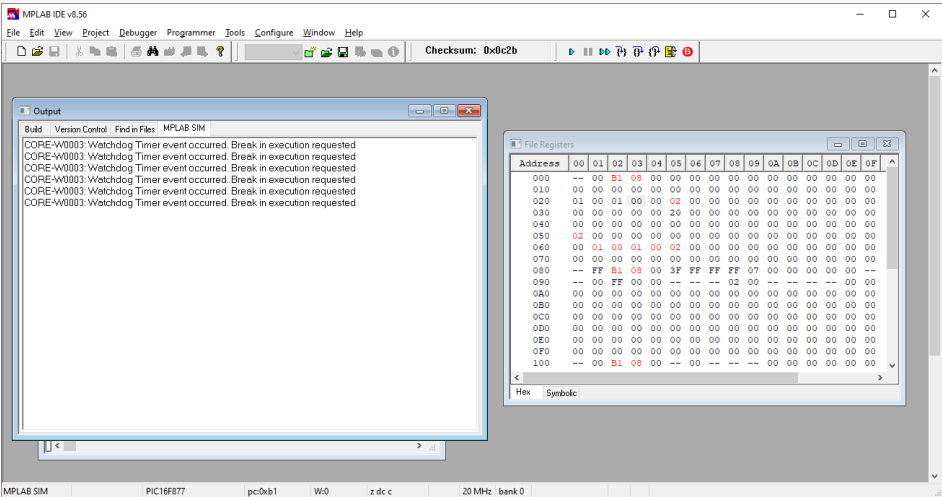 MPLAB IDE v8.56
File Edit View Project Debugger Programmer Tools Configure Window Help
Checksum: 0x0c2b
Output
Build Version Control Find in Files MPLAB SIM
CORE-W0003: Watchdog Timer event occurred. Break in execution requested
CORE-W0003: Watchdog Timer event occurred. Break in execution requested
CORE-W0003: Watchdog Timer event occurred. Break in execution requested
CORE-W0003: Watchdog Timer event occurred. Break in execution requested
CORE-W0003: Watchdog Timer event occurred. Break in execution requested
CORE-W0003: Watchdog Timer event occurred. Break in execution requested
File Registers
Address 00 01 02 03 04 05 06 07 08 09 0A 0B 0C 0D 0E 0F
000 -- 00 B1 08 00 00 00 00 00 00 00 00 00 00 00 00
010 00 00 00 00 00 00 00 00 00 00 00 00 00 00 00 00
020 01 00 01 00 00 02 00 00 00 00 00 00 00 00 00 00
030 00 00 00 00 00 20 00 00 00 00 00 00 00 00 00 00
040 00 00 00 00 00 00 00 00 00 00 00 00 00 00 00 00
050 02 00 00 00 00 00 00 00 00 00 00 00 00 00 00 00
060 00 01 00 01 00 02 00 00 00 00 00 00 00 00 00 00
070 00 00 00 00 00 00 00 00 00 00 00 00 00 00 00 00
080 -- FF B1 08 00 3F FF FF FF 07 00 00 00 00 00 --
090 -- 00 FF 00 00 -- -- -- 02 00 -- -- -- -- 00 00
0A0 00 00 00 00 00 00 00 00 00 00 00 00 00 00 00 00
0B0 00 00 00 00 00 00 00 00 00 00 00 00 00 00 00 00
0C0 00 00 00 00 00 00 00 00 00 00 00 00 00 00 00 00
0D0 00 00 00 00 00 00 00 00 00 00 00 00 00 00 00 00
0E0 00 00 00 00 00 00 00 00 00 00 00 00 00 00 00 00
0F0 00 00 00 00 00 00 00 00 00 00 00 00 00 00 00 00
100 -- 00 B1 08 00 -- 00 -- -- -- 00 00 00 00 00 00
Hex Symbolic
MPLAB SIM PIC16F877 pc:0xb1 W:0 z dc c 20 MHz bank 0